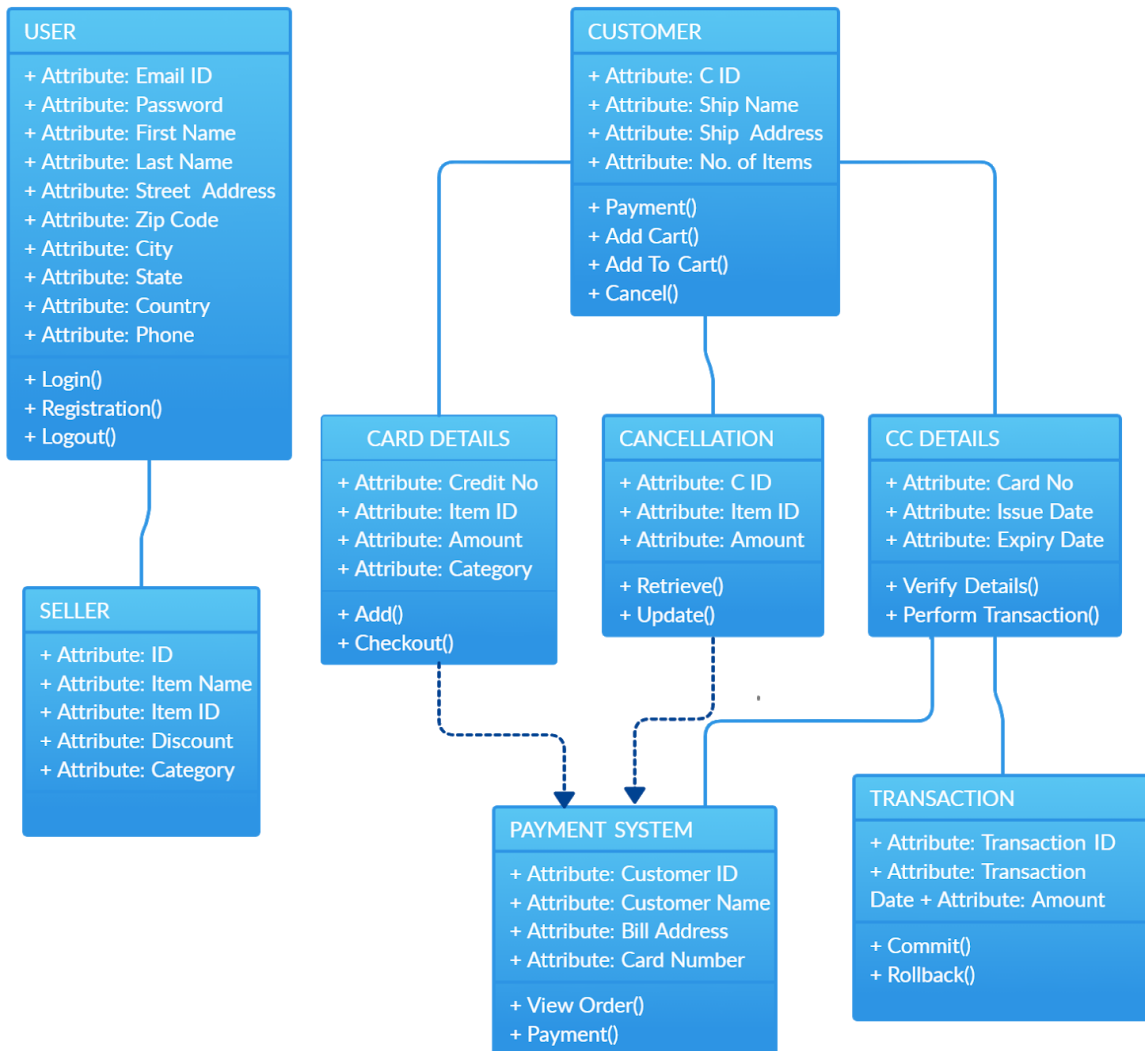 USER
+ Attribute: Email ID
+ Attribute: Password
+ Attribute: First Name
+ Attribute: Last Name
+ Attribute: Street Address
+ Attribute: Zip Code
+ Attribute: City
+ Attribute: State
+ Attribute: Country
+ Attribute: Phone
+ Login()
+ Registration()
+ Logout()
CUSTOMER
+ Attribute: C ID
+ Attribute: Ship Name
+ Attribute: Ship Address
+ Attribute: No. of Items
+ Payment()
+ Add Cart()
+ Add To Cart()
+ Cancel()
CARD DETAILS
+ Attribute: Credit No
+ Attribute: Item ID
+ Attribute: Amount
+ Attribute: Category
+ Add()
+ Checkout()
CANCELLATION
+ Attribute: C ID
+ Attribute: Item ID
+ Attribute: Amount
+ Retrieve()
+ Update()
CC DETAILS
+ Attribute: Card No
+ Attribute: Issue Date
+ Attribute: Expiry Date
+ Verify Details()
+ Perform Transaction()
SELLER
+ Attribute: ID
+ Attribute: Item Name
+ Attribute: Item ID
+ Attribute: Discount
+ Attribute: Category
PAYMENT SYSTEM
+ Attribute: Customer ID
+ Attribute: Customer Name
+ Attribute: Bill Address
+ Attribute: Card Number
+ View Order()
+ Payment()
TRANSACTION
+ Attribute: Transaction ID
+ Attribute: Transaction
Date + Attribute: Amount
+ Commit()
+ Rollback()